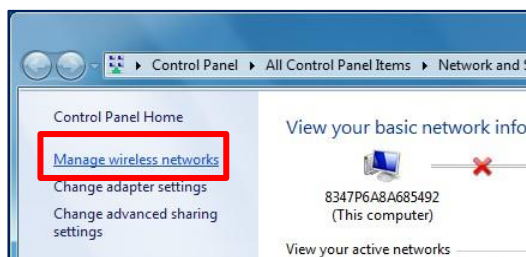 Control Panel ▸ All Control Panel Items ▸ Network and
Control Panel Home
Manage wireless networks
Change adapter settings
Change advanced sharing
settings
View your basic network info
8347P6A8A685492
(This computer)
View your active networks